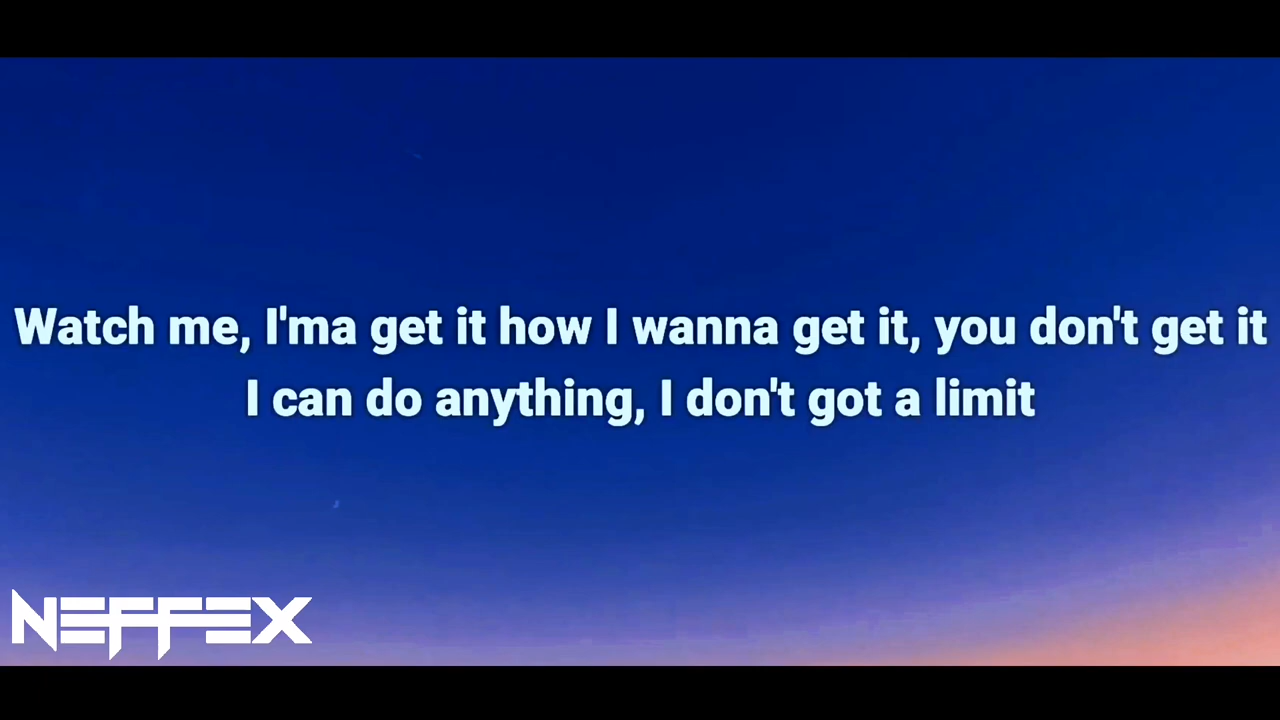 Watch me, I'ma get it how I wanna get it, you don't get it
I can do anything, I don't got a limit
NEFFEX